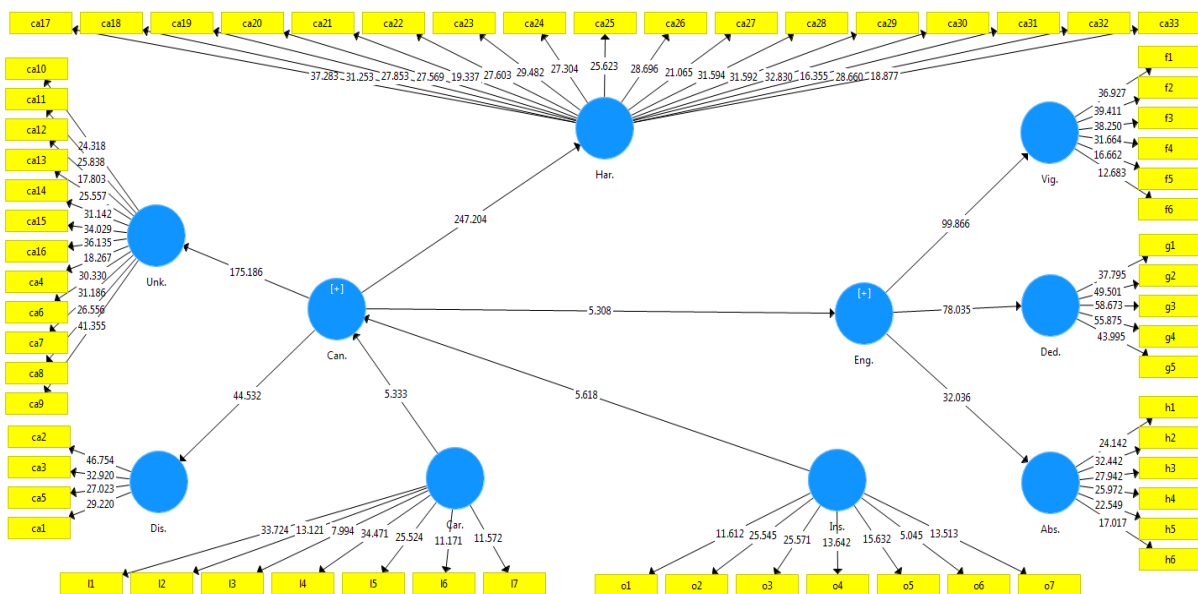 ca17 ca18 ca19 ca20 ca21 ca22 ca23 ca24 ca25 ca26 ca27 ca28 ca29 ca30 ca31 ca32 ca33
37.283 31.253 27.853 27.569 19.337 27.603 29.482 27.304 25.623 28.696 21.065 31.594 31.592 32.830 16.355 28.660 18.877
Har.
ca10
ca11
ca12
ca13
ca14
ca15
ca16
ca4
ca6
ca7
ca8
ca9
24.318
25.838
17.803
25.557
31.142
34.029
36.135
18.267
30.330
31.186
26.556
41.355
Unk.
175.186
247.204
[+]
Can.
5.308
44.532
5.333
5.618
ca2
ca3
ca5
ca1
46.754
32.920
27.023
29.220
Dis.
Car.
33.724 13.121 7.994 34.471 25.524 11.171 11.572
l1 l2 l3 l4 l5 l6 l7
Ins.
11.612 25.545 25.571 13.642 15.632 5.045 13.513
o1 o2 o3 o4 o5 o6 o7
[+]
Eng.
99.866
78.035
32.036
Vig.
36.927
39.411
38.250
31.664
16.662
12.683
f1
f2
f3
f4
f5
f6
Ded.
37.795
49.501
58.673
55.875
43.995
g1
g2
g3
g4
g5
Abs.
24.142
32.442
27.942
25.972
22.549
17.017
h1
h2
h3
h4
h5
h6